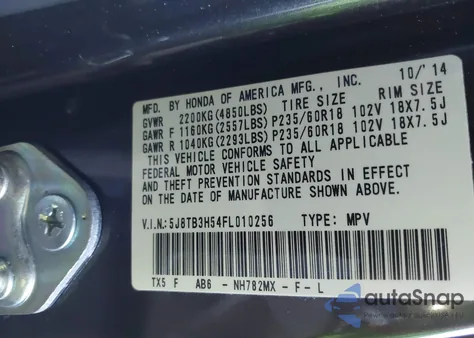 MFD. BY HONDA OF AMERICA MFG., INC. 10/'14
GVWR 2200KG(4850LBS) TIRE SIZE RIM SIZE
GAWR F 1160KG(2557LBS) P235/60R18 102V 18X7.5J
GAWR R 1040KG(2293LBS) P235/60R18 102V 18X7.5J
THIS VEHICLE CONFORMS TO ALL APPLICABLE
FEDERAL MOTOR VEHICLE SAFETY
AND THEFT PREVENTION STANDARDS IN EFFECT
ON THE DATE OF MANUFACTURE SHOWN ABOVE.
V.I.N.: 5J8TB3H54FL010256 TYPE: MPV
TX5 F AB6 - NH782MX - F - L
autoSnap